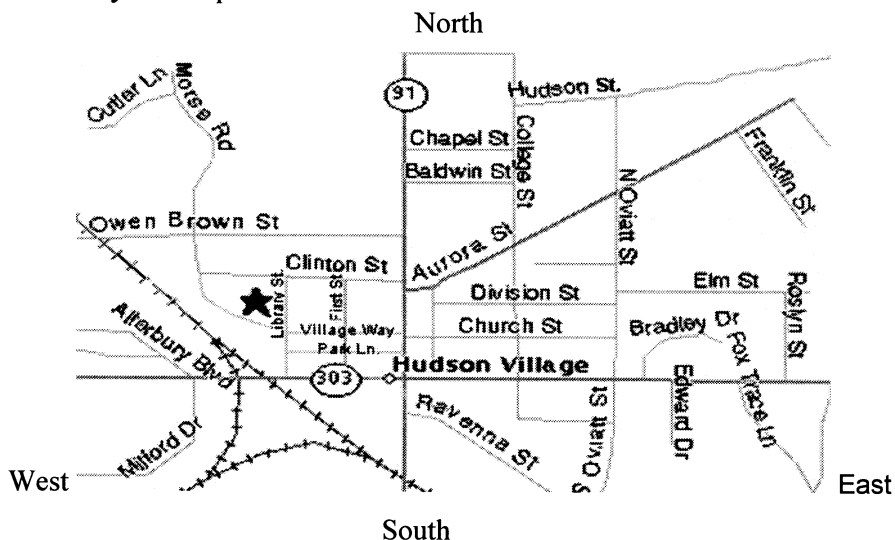 North
Cutler Ln
Morse Rd
91
Hudson St.
Chapel St
College St
Baldwin St
Franklin St
N Oviatt St
Owen Brown St
Aurora St
Clinton St
Library St.
First St
Division St
Elm St
Roslyn St
Church St
Village Way
Bradley Dr
Park Ln.
Atterbury Blvd
303
Hudson Village
Fox Trace Ln
Edward Dr
Ravenna St
S Oviatt St
Milford Dr
West
East
South